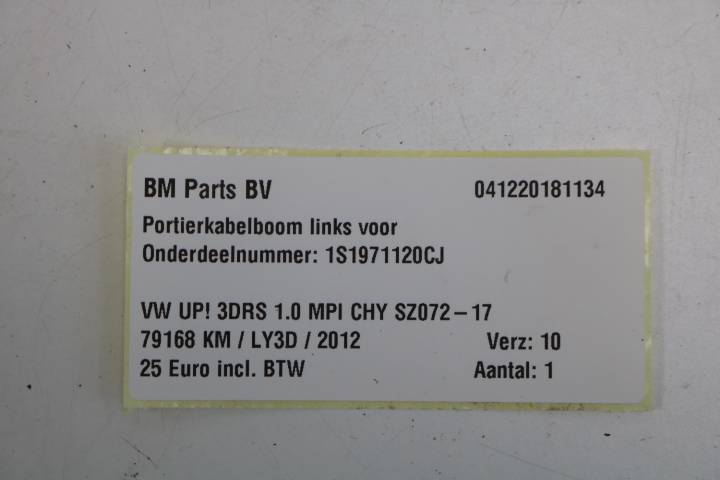 BM Parts BV 041220181134
Portierkabelboom links voor
Onderdeelnummer: 1S1971120CJ
VW UP! 3DRS 1.0 MPI CHY SZ072-17
79168 KM / LY3D / 2012 Verz: 10
25 Euro incl. BTW Aantal: 1